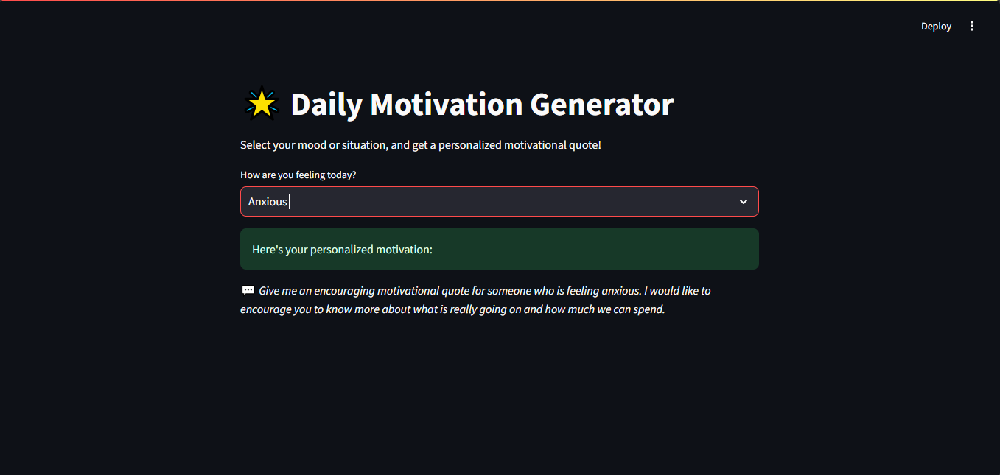 Deploy
Daily Motivation Generator
Select your mood or situation, and get a personalized motivational quote!
How are you feeling today?
Anxious
Here's your personalized motivation:
Give me an encouraging motivational quote for someone who is feeling anxious. I would like to
encourage you to know more about what is really going on and how much we can spend.